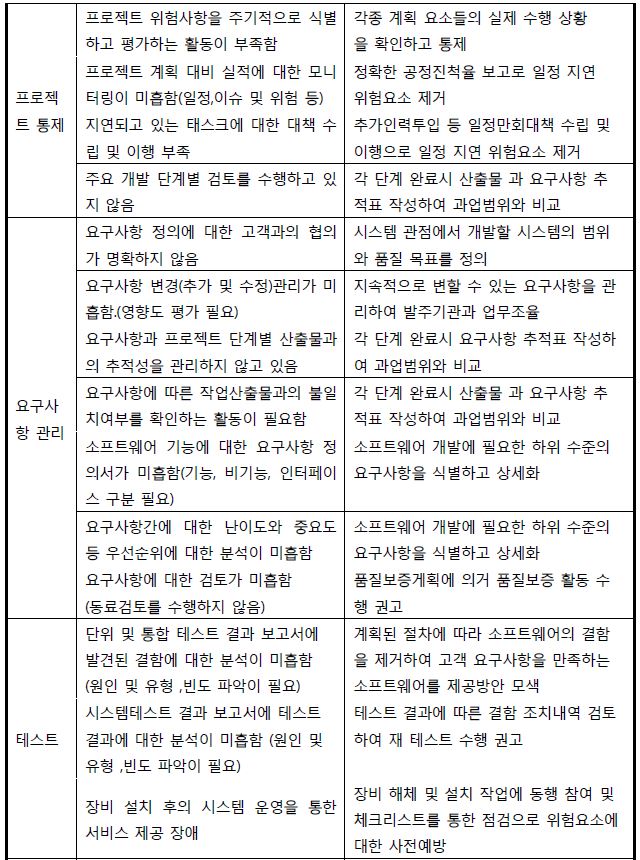 프로젝트 위험사항을 주기적으로 식별
하고 평가하는 활동이 부족함
각종 계획 요소들의 실제 수행 상황
을 확인하고 통제
프로젝트 계획 대비 실적에 대한 모니
터링이 미흡함(일정,이슈 및 위험 등)
정확한 공정진척율 보고로 일정 지연
위험요소 제거
프로젝
트 통제
지연되고 있는 태스크에 대한 대책 수
립 및 이행 부족
추가인력투입 등 일정만회대책 수립 및
이행으로 일정 지연 위험요소 제거
주요 개발 단계별 검토를 수행하고 있
지 않음
각 단계 완료시 산출물 과 요구사항 추
적표 작성하여 과업범위와 비교
요구사항 정의에 대한 고객과의 협의
가 명확하지 않음
시스템 관점에서 개발할 시스템의 범위
와 품질 목표를 정의
요구사항 변경(추가 및 수정)관리가 미
흡함.(영향도 평가 필요)
지속적으로 변할 수 있는 요구사항을 관
리하여 발주기관과 업무조율
요구사항과 프로젝트 단계별 산출물과
의 추적성을 관리하지 않고 있음
각 단계 완료시 요구사항 추적표 작성하
여 과업범위와 비교
요구사
항 관리
요구사항에 따른 작업산출물과의 불일
치여부를 확인하는 활동이 필요함
각 단계 완료시 산출물 과 요구사항 추
적표 작성하여 과업범위와 비교
소프트웨어 기능에 대한 요구사항 정
의서가 미흡함(기능, 비기능, 인터페이
스 구분 필요)
소프트웨어 개발에 필요한 하위 수준의
요구사항을 식별하고 상세화
요구사항간에 대한 난이도와 중요도
등 우선순위에 대한 분석이 미흡함
소프트웨어 개발에 필요한 하위 수준의
요구사항을 식별하고 상세화
요구사항에 대한 검토가 미흡함
(동료검토를 수행하지 않음)
품질보증계획에 의거 품질보증 활동 수
행 권고
단위 및 통합 테스트 결과 보고서에
발견된 결함에 대한 분석이 미흡함
(원인 및 유형 ,빈도 파악이 필요)
계획된 절차에 따라 소프트웨어의 결함
을 제거하여 고객 요구사항을 만족하는
소프트웨어를 제공방안 모색
테스트
시스템테스트 결과 보고서에 테스트
결과에 대한 분석이 미흡함 (원인 및
유형 ,빈도 파악이 필요)
테스트 결과에 따른 결함 조치내역 검토
하여 재 테스트 수행 권고
장비 설치 후의 시스템 운영을 통한
서비스 제공 장애
장비 해체 및 설치 작업에 동행 참여 및
체크리스트를 통한 점검으로 위험요소에
대한 사전예방